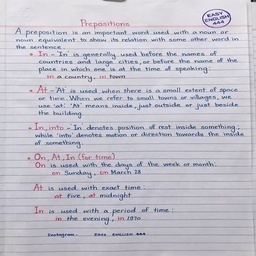 Prepositions
EASY
ENGLISH
444
A preposition is an important word used with a noun or
noun equivalent to show its relation with some other word in
the sentence.
• In - 'In' is generally used before the names of
countries and large cities, or before the name of the
place in which one is at the time of speaking.
in a country, in town
• At - 'At' is used when there is a small extent of space
or time. When we refer to small towns or villages, we
use 'at'. 'At' means inside, just outside or just beside
the building.
• In, into - In denotes position of rest inside something;
while 'into' denotes motion or direction towards the inside
of something.
• On, At, In (for time)
On is used with the days of the week or month:
on Sunday, on March 28
At is used with exact time:
at five, at midnight
In is used with a period of time:
in the evening, in 1970
Instagram - EASY ENGLISH 444